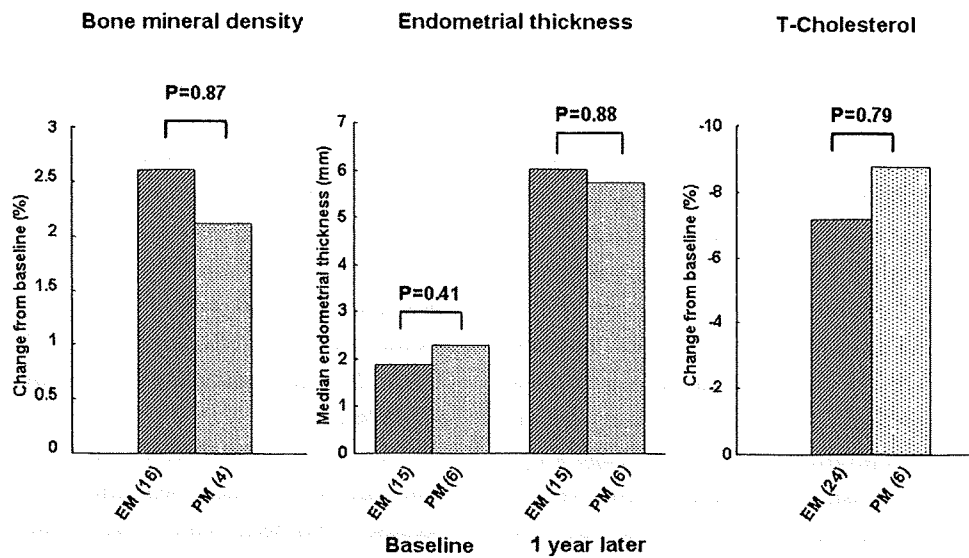 Bone mineral density
Endometrial thickness
T-Cholesterol
P=0.87
3
2.5
2
1.5
1
0.5
0
Change from baseline (%)
EM (16)
PM (4)
P=0.88
P=0.41
7
6
5
4
3
2
1
0
Median endometrial thickness (mm)
EM (15)
PM (6)
EM (15)
PM (6)
Baseline
1 year later
P=0.79
-10
-8
-6
-4
-2
0
Change from baseline (%)
EM (24)
PM (6)